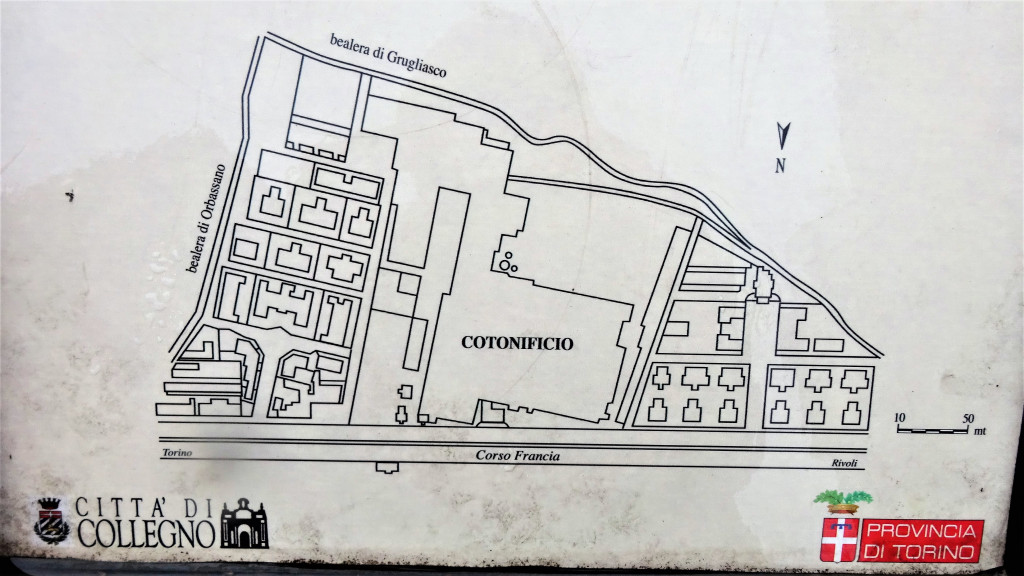 bealera di Grugliasco
bealera di Orbassano
N
COTONIFICIO
10 50 mt
Torino Corso Francia Rivoli
CITTA' DI
COLLEGNO
PROVINCIA
DI TORINO